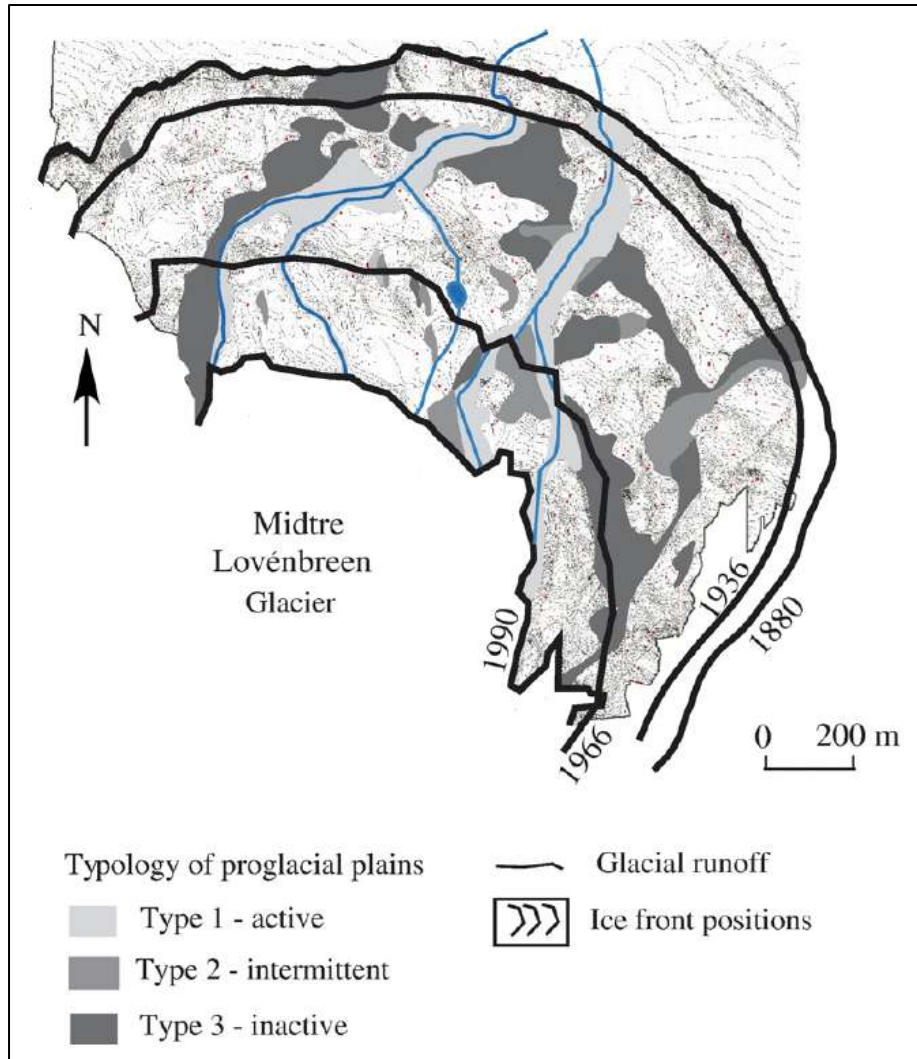 N
Midtre
Lovénbreen
Glacier
1990
1966
1936
1880
0 200 m
Typology of proglacial plains
Type 1 - active
Type 2 - intermittent
Type 3 - inactive
Glacial runoff
Ice front positions